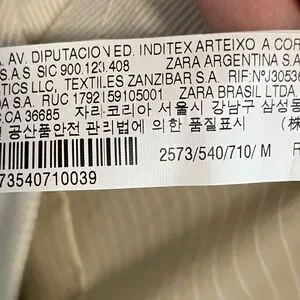 A. AV. DIPUTACION ED. INDITEX ARTEIXO A COR
S A.S SIC 900.123.408 ZARA ARGENTINA S.A
STICS LLC, TEXTILES ZANZIBAR S.A. RIF:NºJ30536
S.A. RUC 1792159105001 ZARA BRASIL LTDA.
C.CA 36685 자라코리아 서울시 강남구 삼성동
공산품안전 관리법에 의한 품질표시 (株
2573/540/710/ M
73540710039